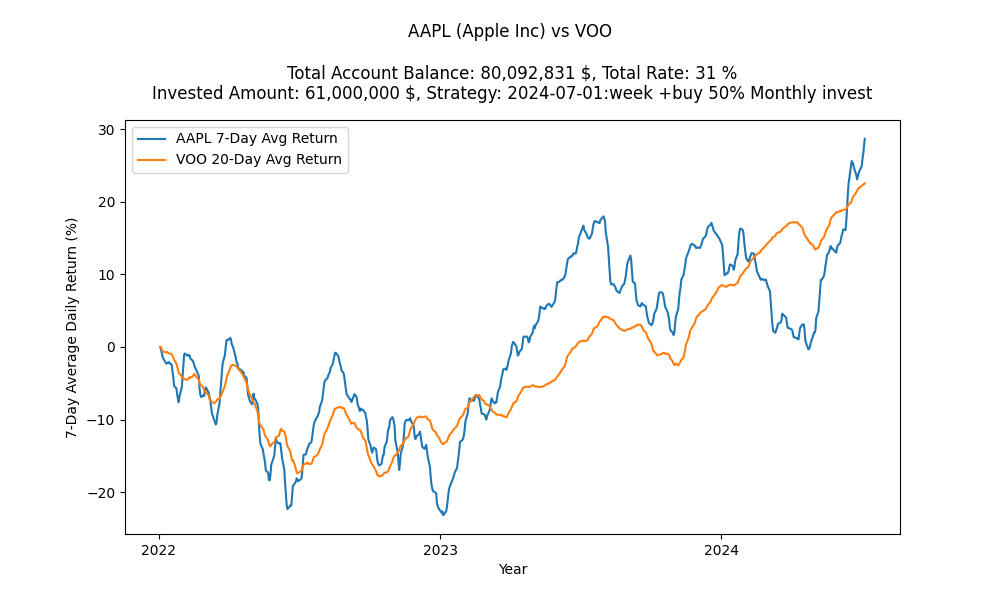 AAPL (Apple Inc) vs VOO
Total Account Balance: 80,092,831 $, Total Rate: 31 %
Invested Amount: 61,000,000 $, Strategy: 2024-07-01:week +buy 50% Monthly invest
AAPL 7-Day Avg Return
VOO 20-Day Avg Return
7-Day Average Daily Return (%)
30
20
10
0
−10
−20
2022
2023
2024
Year